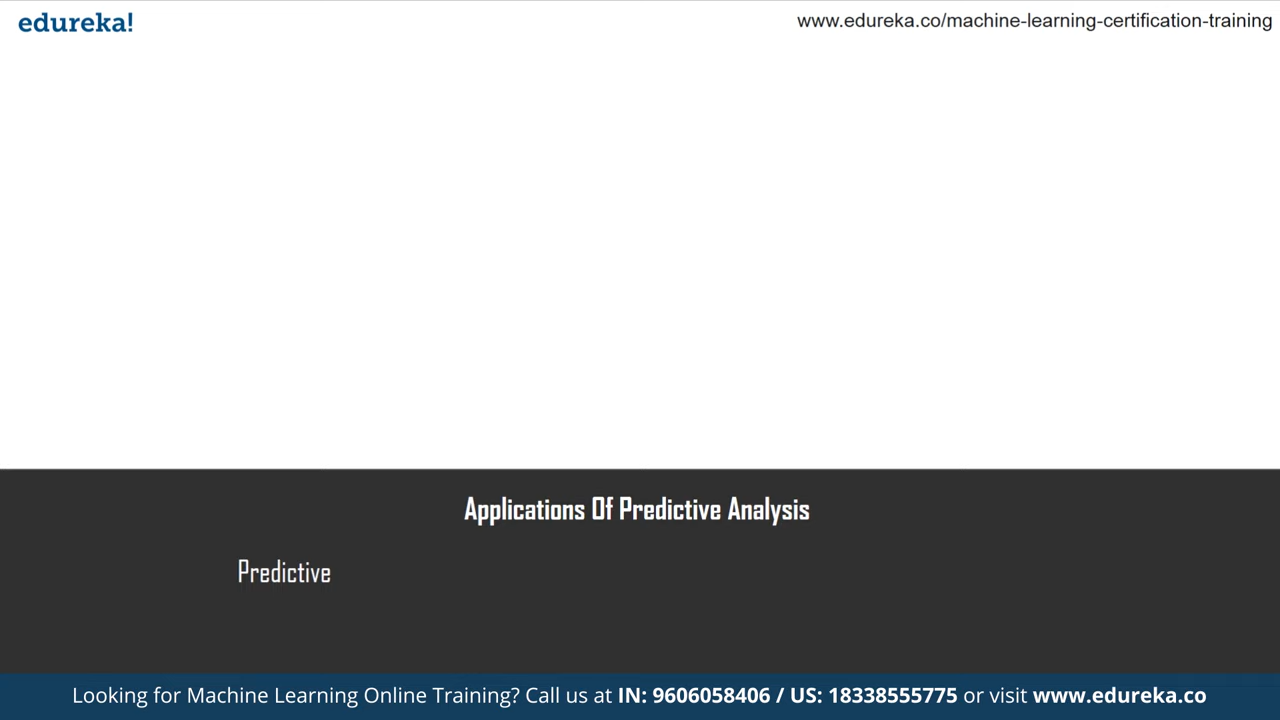 edureka!
www.edureka.co/machine-learning-certification-training
Applications Of Predictive Analysis
Predictive
Looking for Machine Learning Online Training? Call us at IN: 9606058406 / US: 18338555775 or visit www.edureka.co